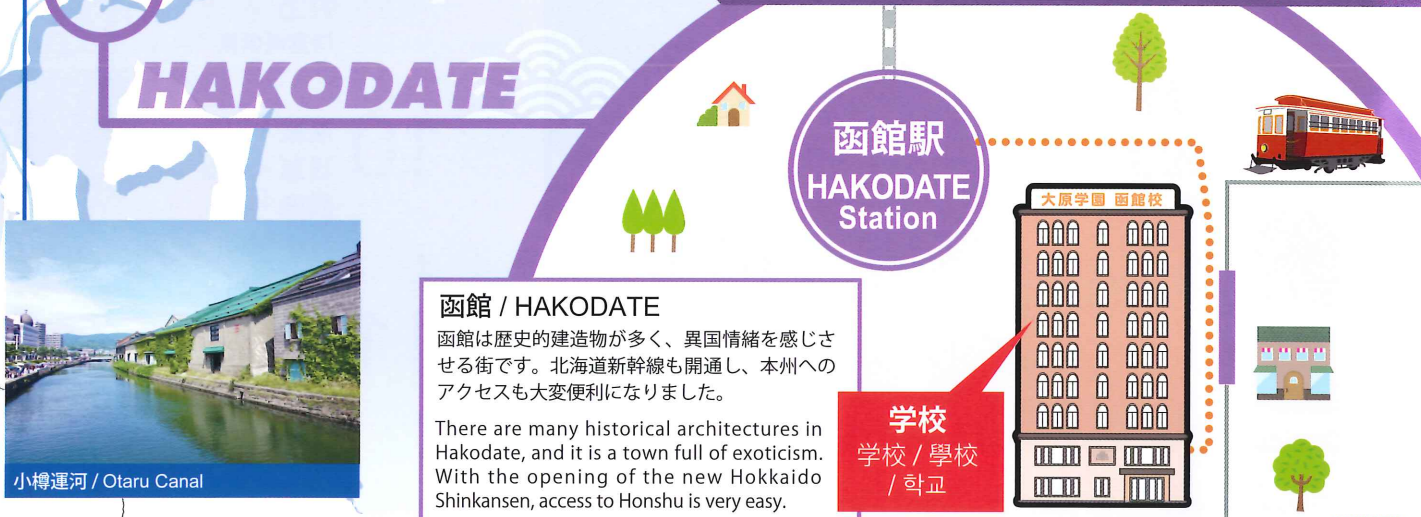 HAKODATE
函館駅
HAKODATE
Station
大原学園 函館校
函館 / HAKODATE
函館は歴史的建造物が多く、異国情緒を感じさ
せる街です。北海道新幹線も開通し、本州への
アクセスも大変便利になりました。
There are many historical architectures in
Hakodate, and it is a town full of exoticism.
With the opening of the new Hokkaido
Shinkansen, access to Honshu is very easy.
学校
学校 / 學校
/ 학교
小樽運河 / Otaru Canal